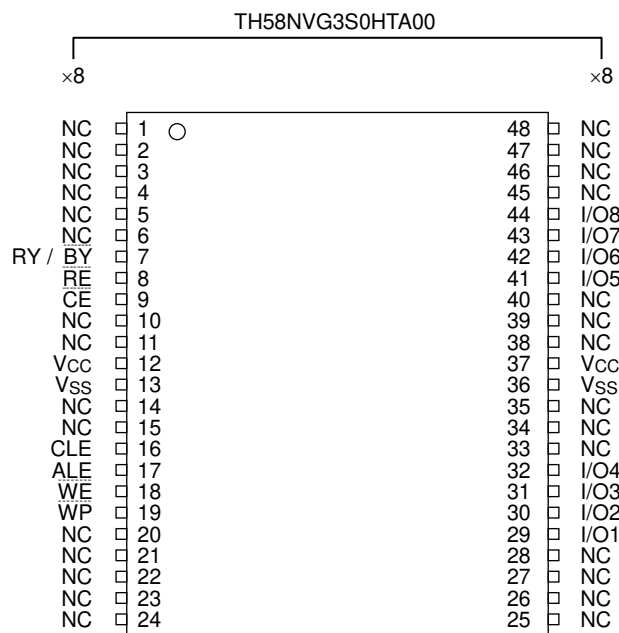 TH58NVG3S0HTA00
×8 ×8
NC 1 48 NC
NC 2 47 NC
NC 3 46 NC
NC 4 45 NC
NC 5 44 I/O8
NC 6 43 I/O7
RY / BY 7 42 I/O6
RE 8 41 I/O5
CE 9 40 NC
NC 10 39 NC
NC 11 38 NC
VCC 12 37 VCC
VSS 13 36 VSS
NC 14 35 NC
NC 15 34 NC
CLE 16 33 NC
ALE 17 32 I/O4
WE 18 31 I/O3
WP 19 30 I/O2
NC 20 29 I/O1
NC 21 28 NC
NC 22 27 NC
NC 23 26 NC
NC 24 25 NC